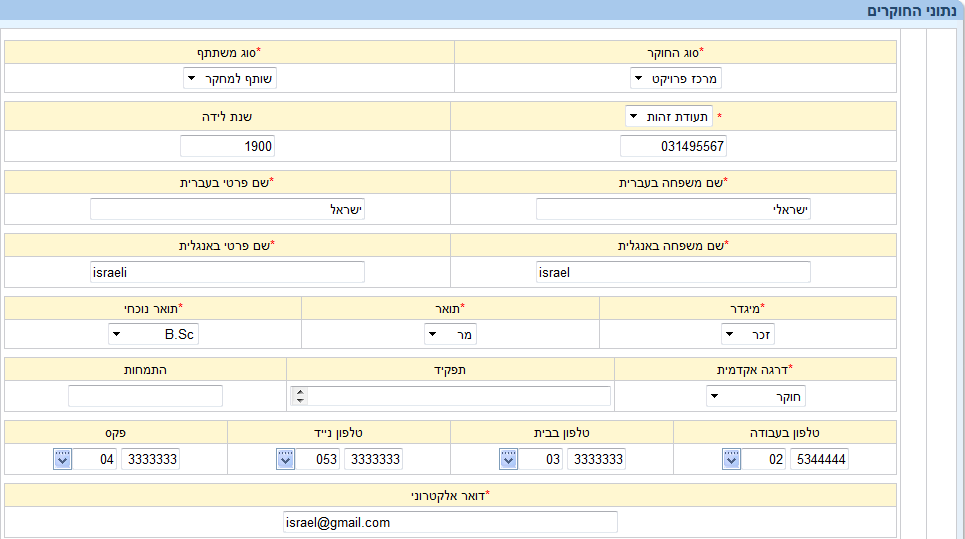 נתוני החוקרים
*סוג החוקר *סוג משתתף
מרכז פרויקט שותף למחקר
* תעודת זהות שנת לידה
031495567 1900
*שם משפחה בעברית *שם פרטי בעברית
ישראלי ישראל
*שם משפחה באנגלית *שם פרטי באנגלית
israel israeli
*מיגדר *תואר *תואר נוכחי
זכר מר B.Sc
*דרגה אקדמית תפקיד התמחות
חוקר
טלפון בעבודה טלפון בבית טלפון נייד פקס
02 5344444 03 3333333 053 3333333 04 3333333
*דואר אלקטרוני
israel@gmail.com